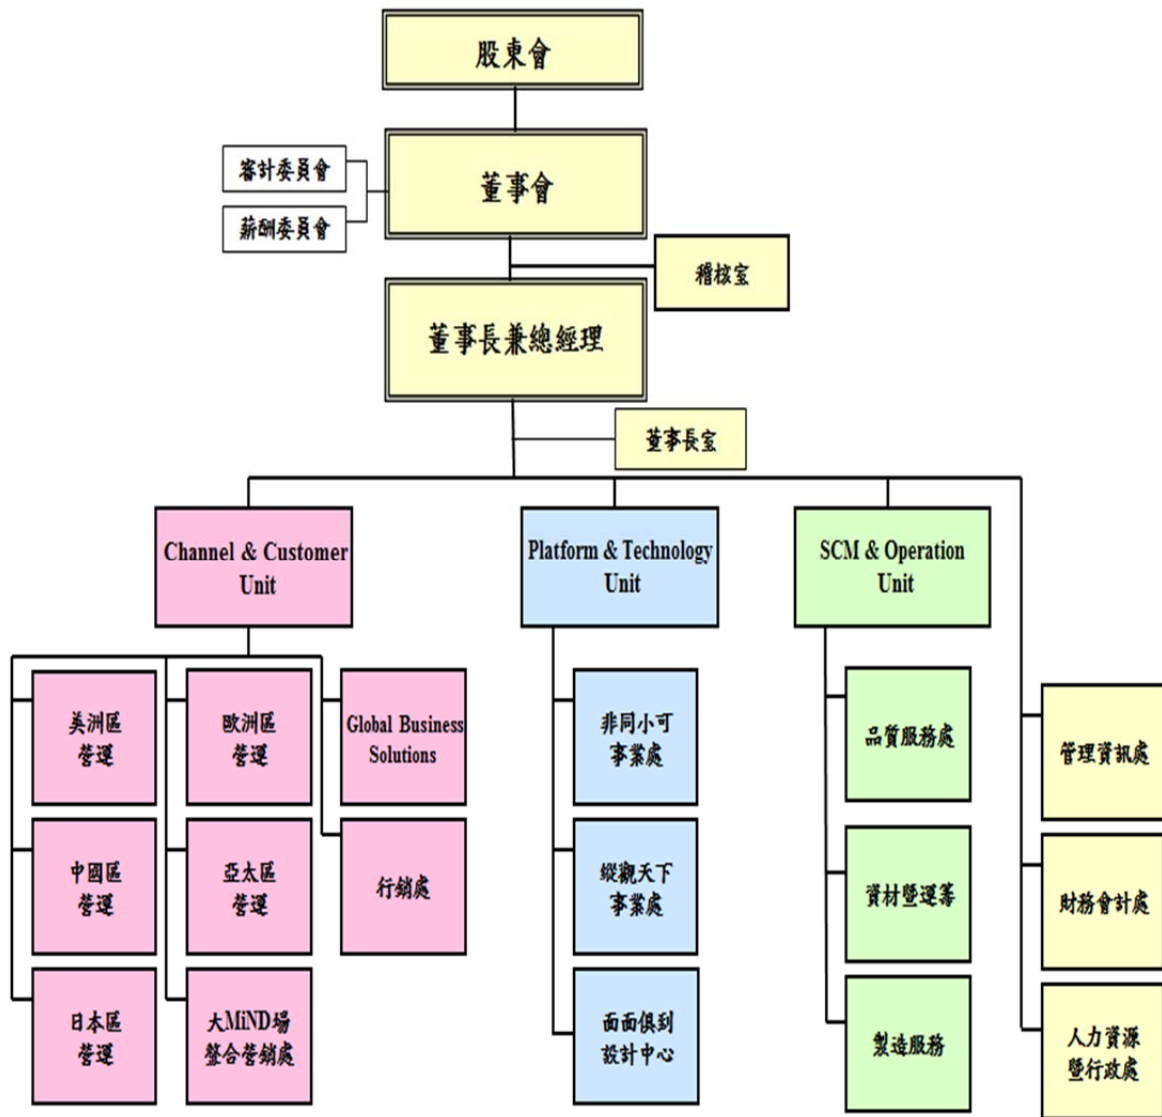 股東會
審計委員會
董事會
薪酬委員會
稽核室
董事長兼總經理
董事長室
Channel & Customer
Unit
Platform & Technology
Unit
SCM & Operation
Unit
美洲區
營運
歐洲區
營運
Global Business
Solutions
非同小可
事業處
品質服務處
管理資訊處
中國區
營運
亞太區
營運
行銷處
縱觀天下
事業處
資材暨運籌
財務會計處
日本區
營運
大MiND場
整合營銷處
面面俱到
設計中心
製造服務
人力資源
暨行政處